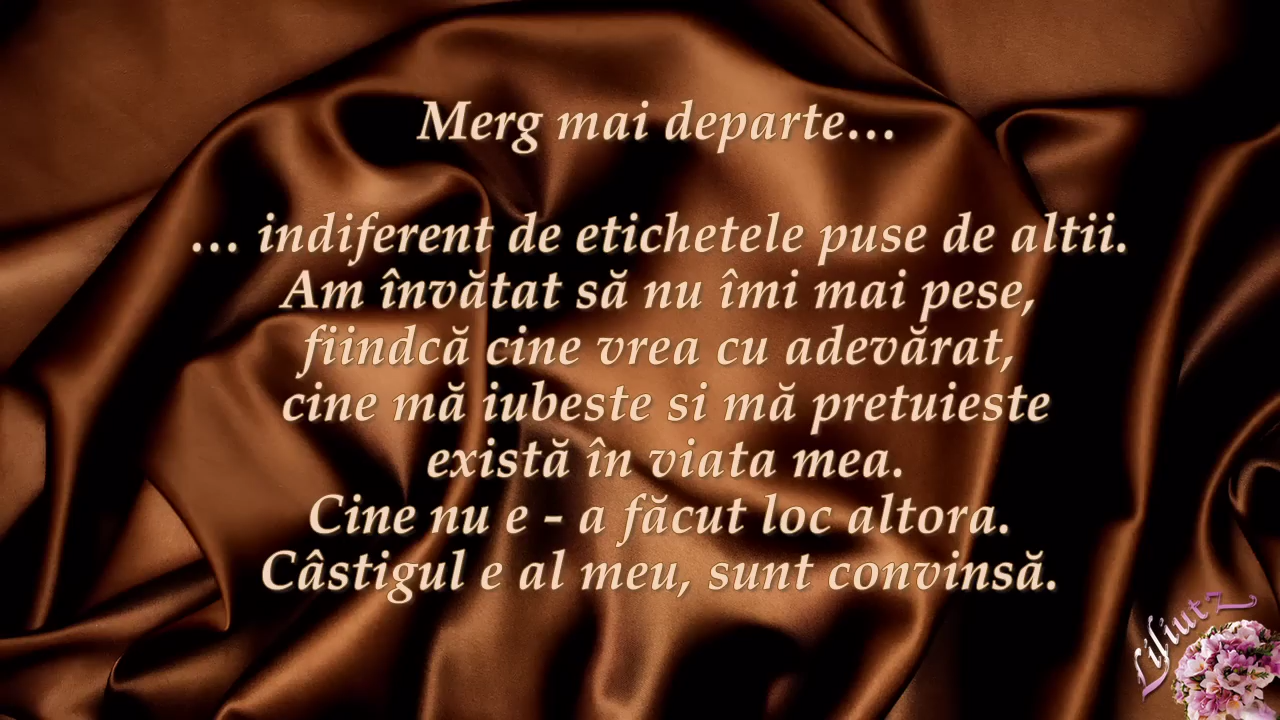 Merg mai departe...
... indiferent de etichetele puse de altii.
Am învătat să nu îmi mai pese,
fiindcă cine vrea cu adevărat,
cine mă iubeste si mă pretuieste
există în viata mea.
Cine nu e - a făcut loc altora.
Câstigul e al meu, sunt convinsă.
LiliutZ